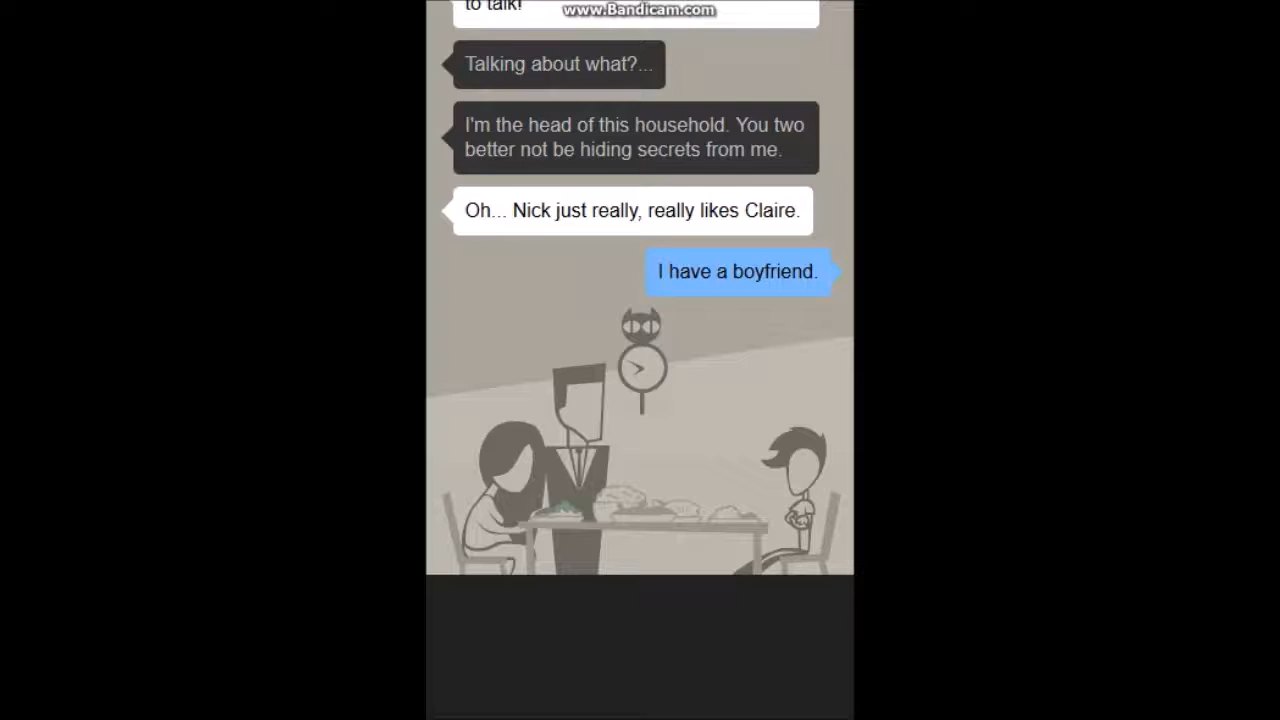 to talk!
www.Bandicam.com
Talking about what?...
I'm the head of this household. You two
better not be hiding secrets from me.
Oh... Nick just really, really likes Claire.
I have a boyfriend.